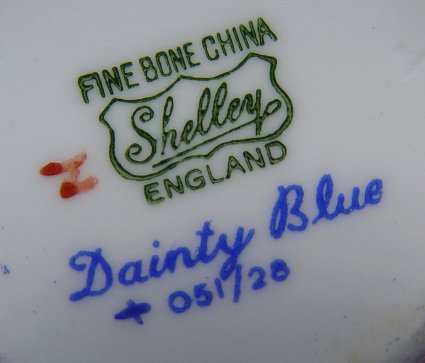 FINE BONE CHINA
Shelley
ENGLAND
Dainty Blue
+ 051/28